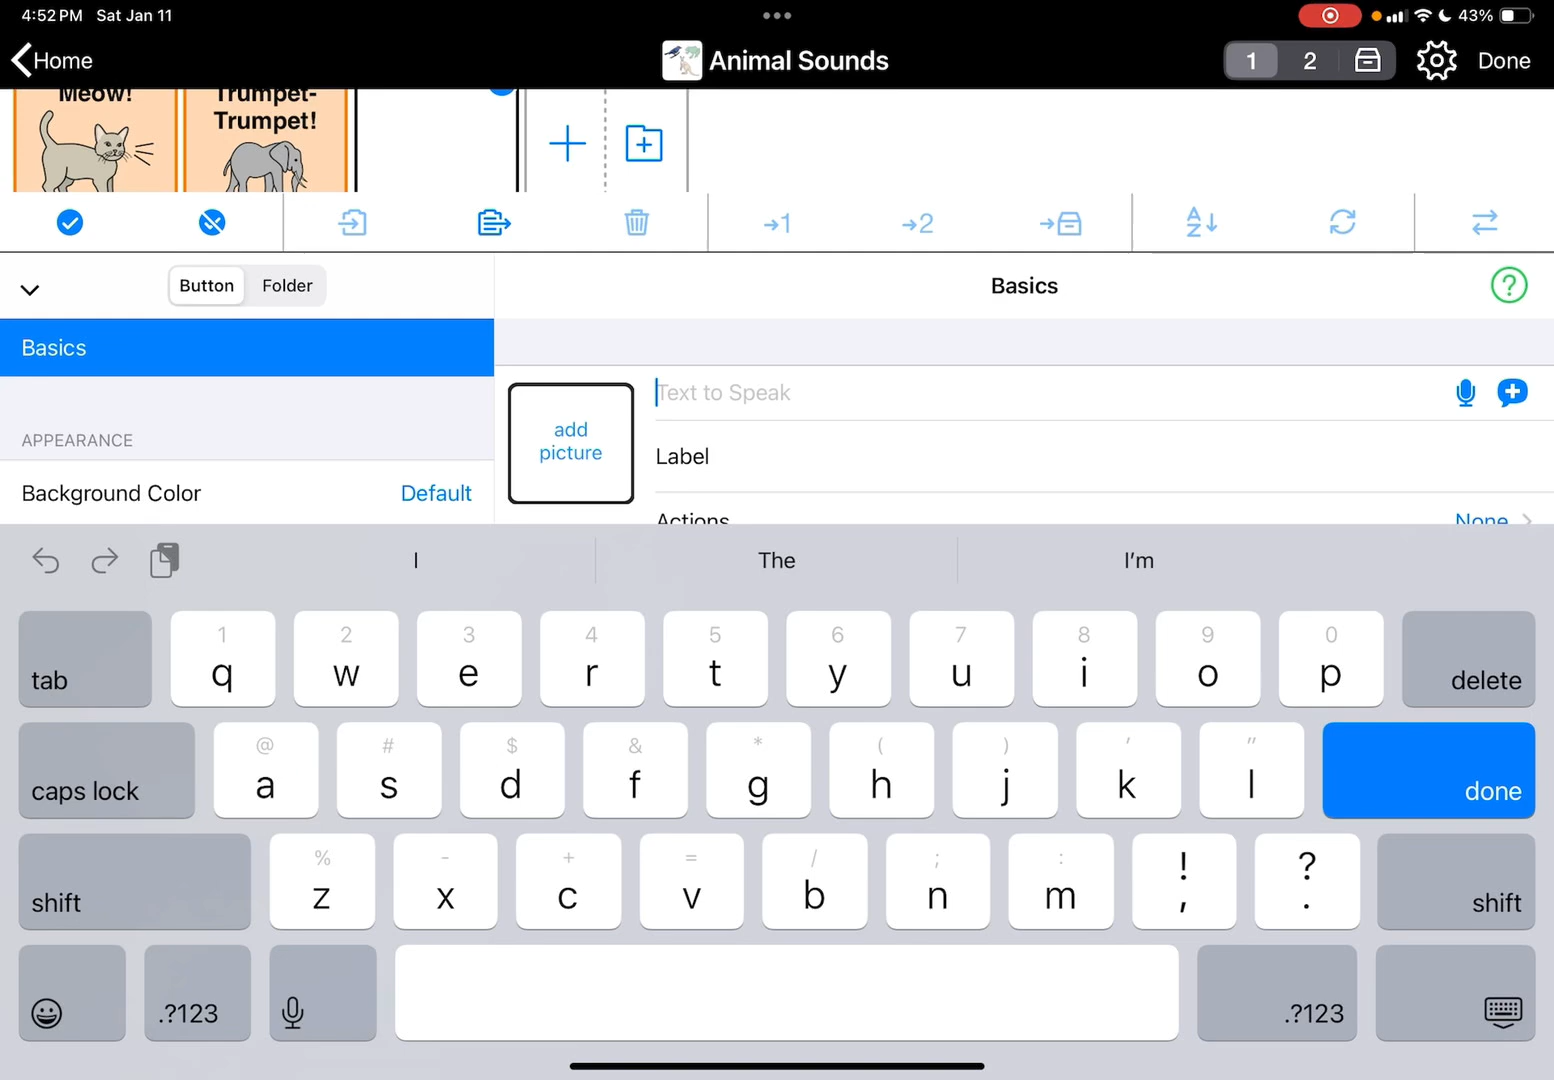 4:52 PM Sat Jan 11
43%
Home
Animal Sounds
1 2
Done
Meow!
Trumpet-
Trumpet!
→1
→2
A
Z
Button
Folder
Basics
?
Basics
APPEARANCE
Background Color
Default
add
picture
Text to Speak
Label
Actions
None
I
The
I'm
1 2 3 4 5 6 7 8 9 0
tab q w e r t y u i o p delete
@ # $ & * ( ) ' "
caps lock a s d f g h j k l done
% - + = / ; : ! ?
shift z x c v b n m , . shift
.?123
.?123